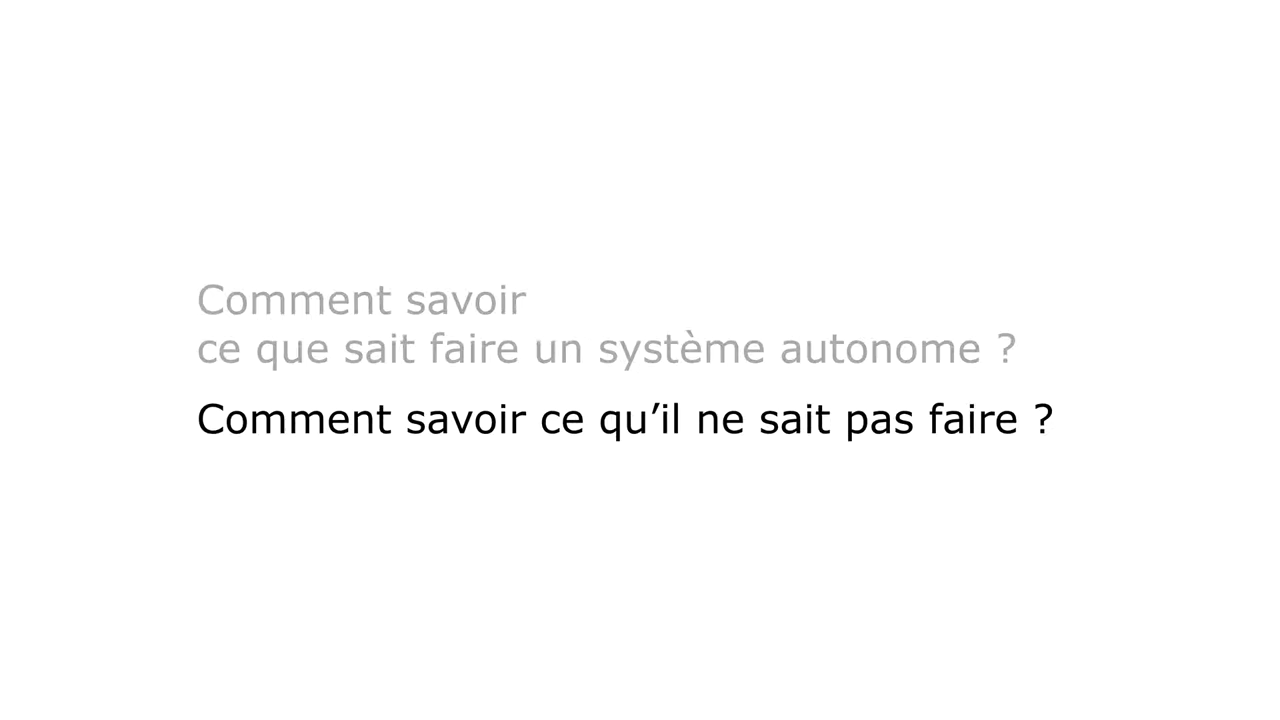 Comment savoir
ce que sait faire un système autonome ?
Comment savoir ce qu’il ne sait pas faire ?